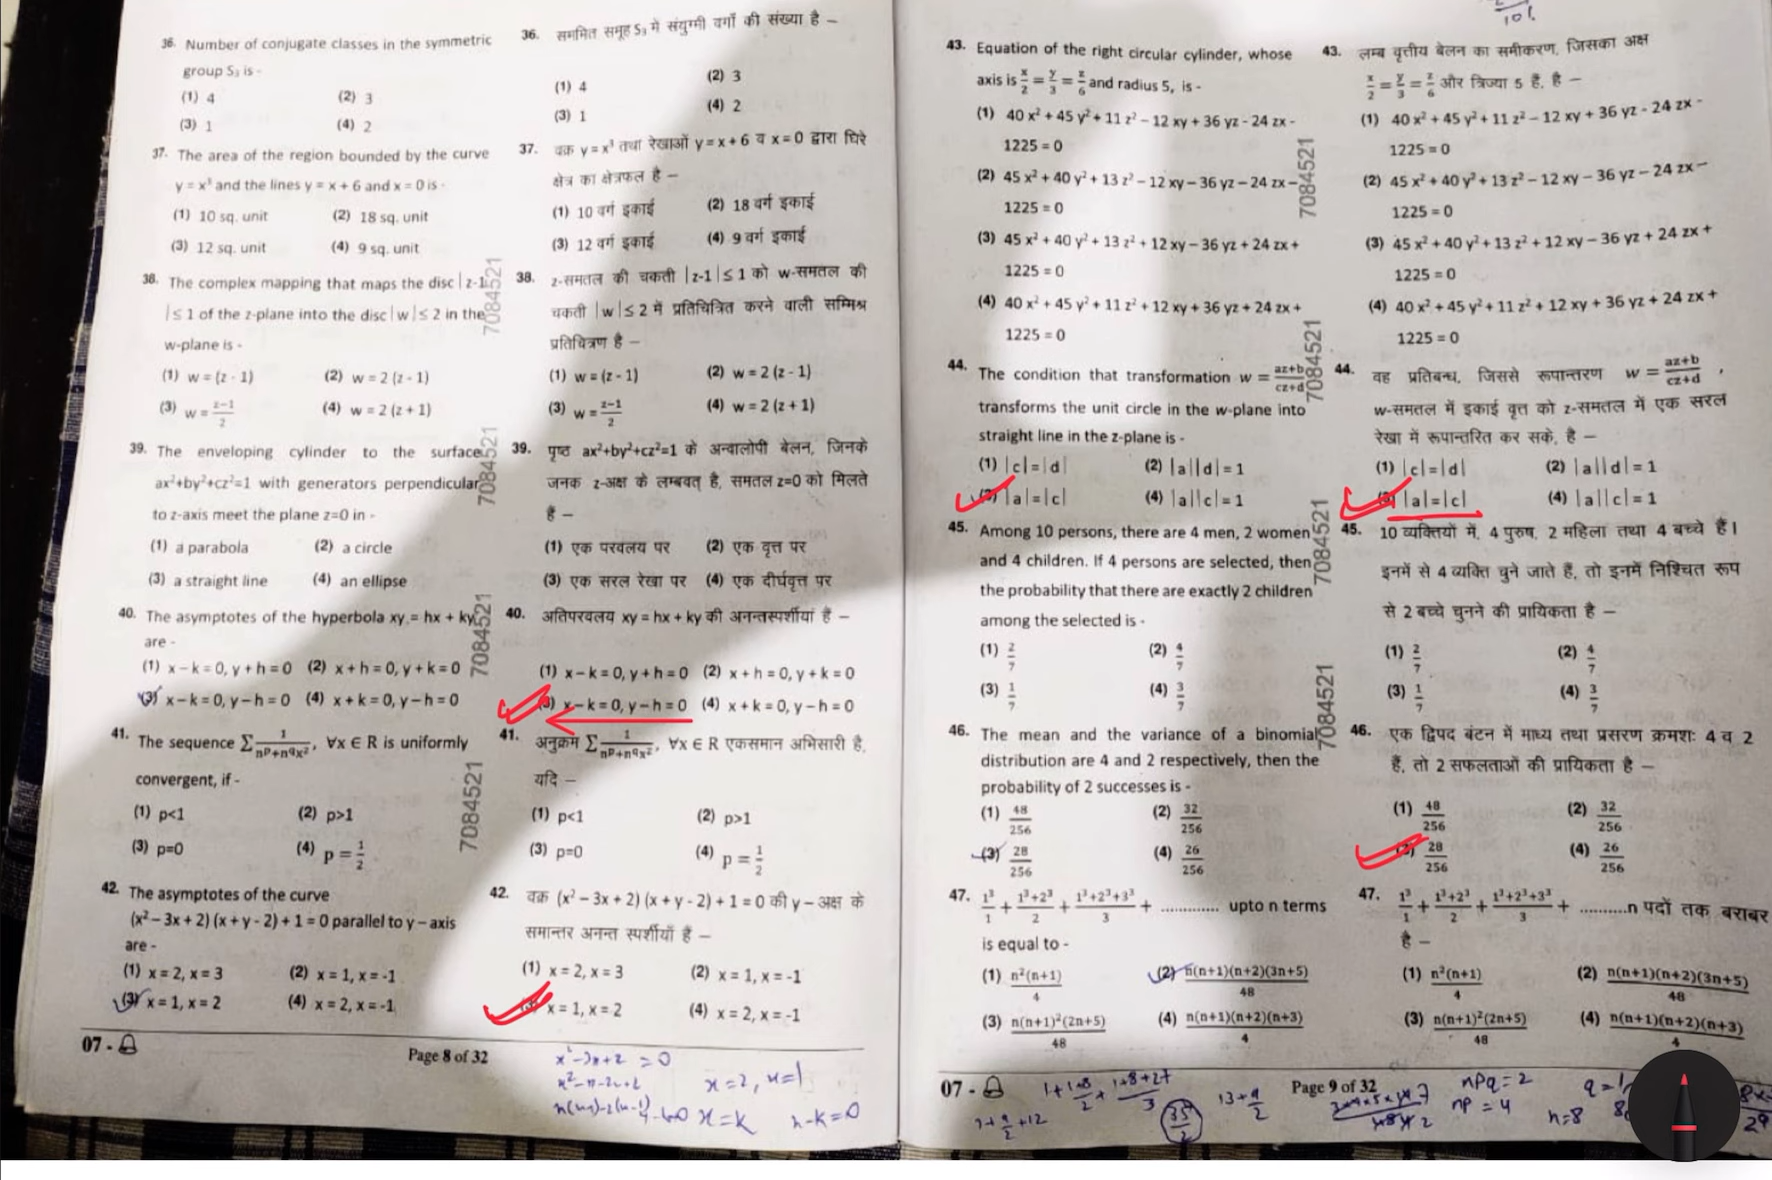 36. Number of conjugate classes in the symmetric
group S₃ is -
(1) 4 (2) 3
(3) 1 (4) 2
37. The area of the region bounded by the curve
y = x³ and the lines y = x + 6 and x = 0 is -
(1) 10 sq. unit (2) 18 sq. unit
(3) 12 sq. unit (4) 9 sq. unit
38. The complex mapping that maps the disc |z-1
|≤ 1 of the z-plane into the disc |w| ≤ 2 in the
w-plane is -
(1) w = (z - 1) (2) w = 2 (z - 1)
(3) w = (z-1)/2 (4) w = 2 (z + 1)
39. The enveloping cylinder to the surface
ax²+by²+cz²=1 with generators perpendicular
to z-axis meet the plane z=0 in -
(1) a parabola (2) a circle
(3) a straight line (4) an ellipse
40. The asymptotes of the hyperbola xy = hx + ky
are -
(1) x – k = 0, y + h = 0 (2) x + h = 0, y + k = 0
(3) x – k = 0, y – h = 0 (4) x + k = 0, y – h = 0
41. The sequence Σ 1/(nᵖ+n^q x²), ∀x ∈ R is uniformly
convergent, if -
(1) p<1 (2) p>1
(3) p=0 (4) p = 1/2
42. The asymptotes of the curve
(x² – 3x + 2) (x + y - 2) + 1 = 0 parallel to y – axis
are -
(1) x = 2, x = 3 (2) x = 1, x = -1
(3) x = 1, x = 2 (4) x = 2, x = -1
07 -
Page 8 of 32
7084521
7084521
7084521
7084521
36. सममित समूह S₃ में संयुग्मी वर्गों की संख्या है –
(1) 4 (2) 3
(3) 1 (4) 2
37. वक्र y = x³ तथा रेखाओं y = x + 6 व x = 0 द्वारा घिरे
क्षेत्र का क्षेत्रफल है –
(1) 10 वर्ग इकाई (2) 18 वर्ग इकाई
(3) 12 वर्ग इकाई (4) 9 वर्ग इकाई
38. z-समतल की चकती |z-1|≤ 1 को w-समतल की
चकती |w| ≤ 2 में प्रतिचित्रित करने वाली सम्मिश्र
प्रतिचित्रण है –
(1) w = (z - 1) (2) w = 2 (z - 1)
(3) w = (z-1)/2 (4) w = 2 (z + 1)
39. पृष्ठ ax²+by²+cz²=1 के अन्वालोपी बेलन, जिनके
जनक z-अक्ष के लम्बवत् है, समतल z=0 को मिलते
हैं –
(1) एक परवलय पर (2) एक वृत्त पर
(3) एक सरल रेखा पर (4) एक दीर्घवृत्त पर
40. अतिपरवलय xy = hx + ky की अनन्तस्पर्शीयां हैं –
(1) x – k = 0, y + h = 0 (2) x + h = 0, y + k = 0
(3) x – k = 0, y – h = 0 (4) x + k = 0, y – h = 0
41. अनुक्रम Σ 1/(nᵖ+n^q x²), ∀x ∈ R एकसमान अभिसारी है,
यदि –
(1) p<1 (2) p>1
(3) p=0 (4) p = 1/2
42. वक्र (x² – 3x + 2) (x + y - 2) + 1 = 0 की y – अक्ष के
समान्तर अनन्त स्पर्शीयाँ हैं –
(1) x = 2, x = 3 (2) x = 1, x = -1
(3) x = 1, x = 2 (4) x = 2, x = -1
x²-3x+2 = 0
x = 2, x = 1
x = k
x-k=0
43. Equation of the right circular cylinder, whose
axis is x/2 = y/3 = z/6 and radius 5, is -
(1) 40 x² + 45 y² + 11 z² – 12 xy + 36 yz - 24 zx -
1225 = 0
(2) 45 x² + 40 y² + 13 z² – 12 xy – 36 yz – 24 zx –
1225 = 0
(3) 45 x² + 40 y² + 13 z² + 12 xy – 36 yz + 24 zx +
1225 = 0
(4) 40 x² + 45 y² + 11 z² + 12 xy + 36 yz + 24 zx +
1225 = 0
44. The condition that transformation w = (az+b)/(cz+d)
transforms the unit circle in the w-plane into
straight line in the z-plane is -
(1) |c|=|d| (2) |a||d| = 1
(3) |a|=|c| (4) |a||c| = 1
45. Among 10 persons, there are 4 men, 2 women
and 4 children. If 4 persons are selected, then
the probability that there are exactly 2 children
among the selected is -
(1) 2/7 (2) 4/7
(3) 1/7 (4) 3/7
46. The mean and the variance of a binomial
distribution are 4 and 2 respectively, then the
probability of 2 successes is -
(1) 48/256 (2) 32/256
(3) 28/256 (4) 26/256
47. 1³/1 + (1³+2³)/2 + (1³+2³+3³)/3 + ............. upto n terms
is equal to -
(1) n²(n+1)/4 (2) n(n+1)(n+2)(3n+5)/48
(3) n(n+1)²(2n+5)/48 (4) n(n+1)(n+2)(n+3)/4
07 -
Page 9 of 32
7084521
7084521
7084521
7084521
43. लम्ब वृत्तीय बेलन का समीकरण, जिसका अक्ष
x/2 = y/3 = z/6 और त्रिज्या 5 है, है –
(1) 40 x² + 45 y² + 11 z² – 12 xy + 36 yz - 24 zx -
1225 = 0
(2) 45 x² + 40 y² + 13 z² – 12 xy – 36 yz – 24 zx –
1225 = 0
(3) 45 x² + 40 y² + 13 z² + 12 xy – 36 yz + 24 zx +
1225 = 0
(4) 40 x² + 45 y² + 11 z² + 12 xy + 36 yz + 24 zx +
1225 = 0
44. वह प्रतिबन्ध, जिससे रूपान्तरण w = (az+b)/(cz+d) ,
w-समतल में इकाई वृत्त को z-समतल में एक सरल
रेखा में रूपान्तरित कर सके, है –
(1) |c|=|d| (2) |a||d| = 1
(3) |a|=|c| (4) |a||c| = 1
45. 10 व्यक्तियों में, 4 पुरुष, 2 महिला तथा 4 बच्चे हैं।
इनमें से 4 व्यक्ति चुने जाते हैं, तो इनमें निश्चित रूप
से 2 बच्चे चुनने की प्रायिकता है –
(1) 2/7 (2) 4/7
(3) 1/7 (4) 3/7
46. एक द्विपद बंटन में माध्य तथा प्रसरण क्रमशः 4 व 2
हैं, तो 2 सफलताओं की प्रायिकता है –
(1) 48/256 (2) 32/256
(3) 28/256 (4) 26/256
47. 1³/1 + (1³+2³)/2 + (1³+2³+3³)/3 + ..........n पदों तक बराबर
है –
(1) n²(n+1)/4 (2) n(n+1)(n+2)(3n+5)/48
(3) n(n+1)²(2n+5)/48 (4) n(n+1)(n+2)(n+3)/4
npq = 2
np = 4
n=8
35/2